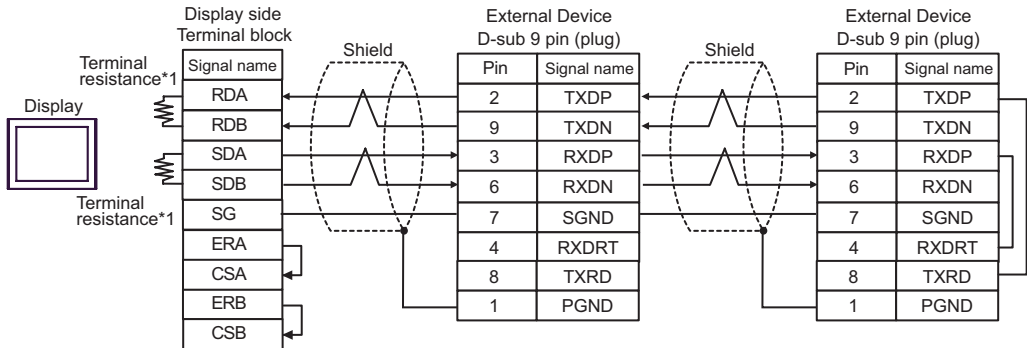 Display side
Terminal block
External Device
D-sub 9 pin (plug)
External Device
D-sub 9 pin (plug)
Shield
Shield
Terminal
resistance*1
Display
Terminal
resistance*1
Signal name
RDA
RDB
SDA
SDB
SG
ERA
CSA
ERB
CSB
Pin Signal name
2 TXDP
9 TXDN
3 RXDP
6 RXDN
7 SGND
4 RXDRT
8 TXRD
1 PGND
Pin Signal name
2 TXDP
9 TXDN
3 RXDP
6 RXDN
7 SGND
4 RXDRT
8 TXRD
1 PGND